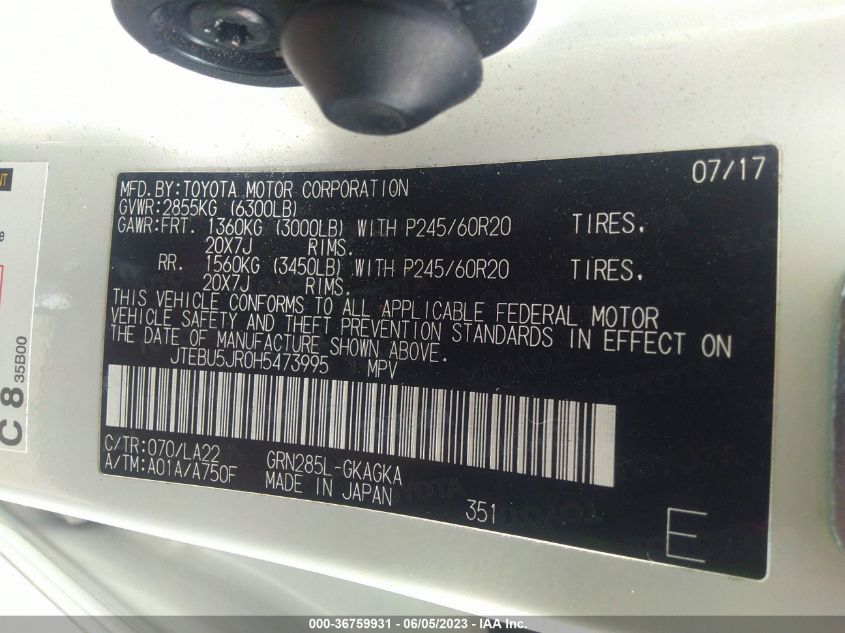 07/17
MFD.BY:TOYOTA MOTOR CORPORATION
GVWR:2855KG (6300LB)
GAWR:FRT. 1360KG (3000LB) WITH P245/60R20 TIRES.
20X7J RIMS.
RR. 1560KG (3450LB) WITH P245/60R20 TIRES.
20X7J RIMS.
THIS VEHICLE CONFORMS TO ALL APPLICABLE FEDERAL MOTOR
VEHICLE SAFETY AND THEFT PREVENTION STANDARDS IN EFFECT ON
THE DATE OF MANUFACTURE SHOWN ABOVE.
JTEBU5JR0H5473995 MPV
C/TR:070/LA22 GRN285L-GKAGKA
A/TM:A01A/A750F MADE IN JAPAN
351
E
C 8 35B00
000-36759931 - 06/05/2023 - IAA Inc.